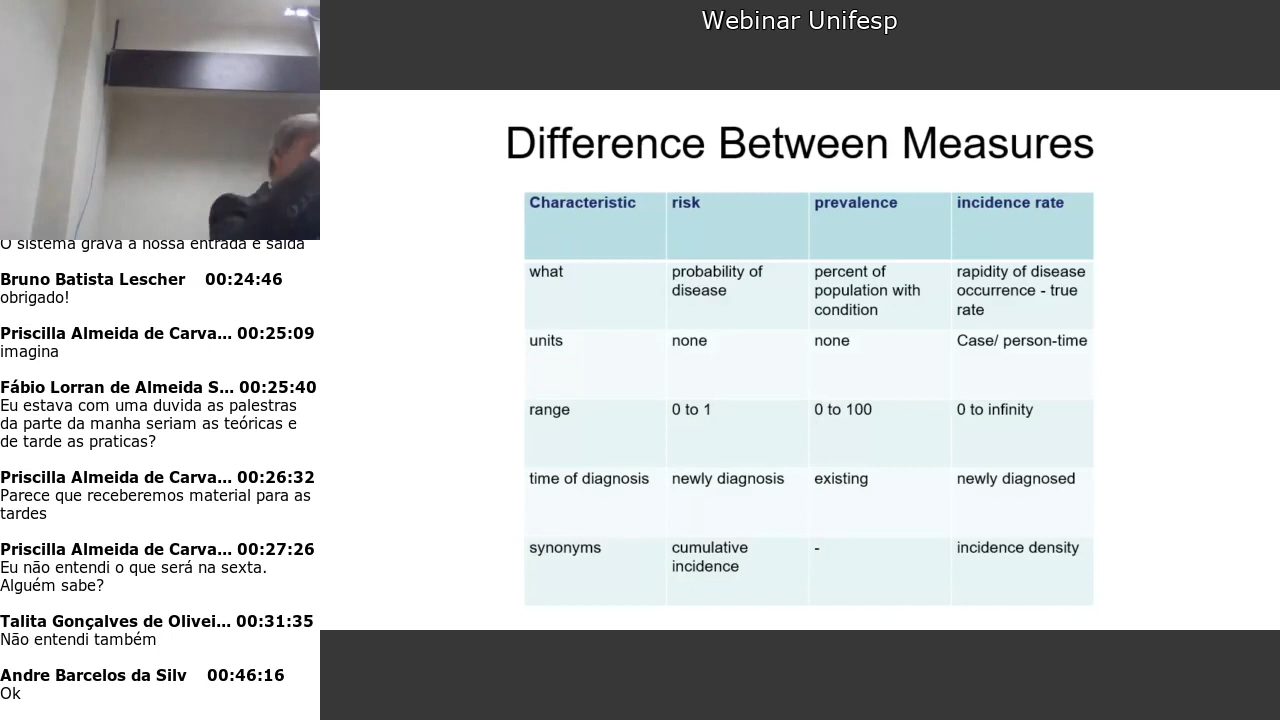 Webinar Unifesp
O sistema grava a nossa entrada e saída
Bruno Batista Lescher 00:24:46
obrigado!
Priscilla Almeida de Carva... 00:25:09
imagina
Fábio Lorran de Almeida S... 00:25:40
Eu estava com uma duvida as palestras
da parte da manha seriam as teóricas e
de tarde as praticas?
Priscilla Almeida de Carva... 00:26:32
Parece que receberemos material para as
tardes
Priscilla Almeida de Carva... 00:27:26
Eu não entendi o que será na sexta.
Alguém sabe?
Talita Gonçalves de Olivei... 00:31:35
Não entendi também
Andre Barcelos da Silv 00:46:16
Ok
Difference Between Measures
Characteristic risk prevalence incidence rate
what probability of percent of rapidity of disease
disease population with occurrence - true
condition rate
units none none Case/ person-time
range 0 to 1 0 to 100 0 to infinity
time of diagnosis newly diagnosis existing newly diagnosed
synonyms cumulative - incidence density
incidence